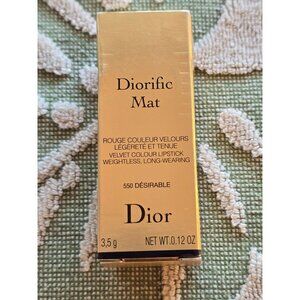 Diorific
Mat
ROUGE COULEUR VELOURS
LÉGÈRETÉ ET TENUE
VELVET COLOUR LIPSTICK
WEIGHTLESS, LONG-WEARING
550 DÉSIRABLE
Dior
3,5 g NET WT.0.12 OZ